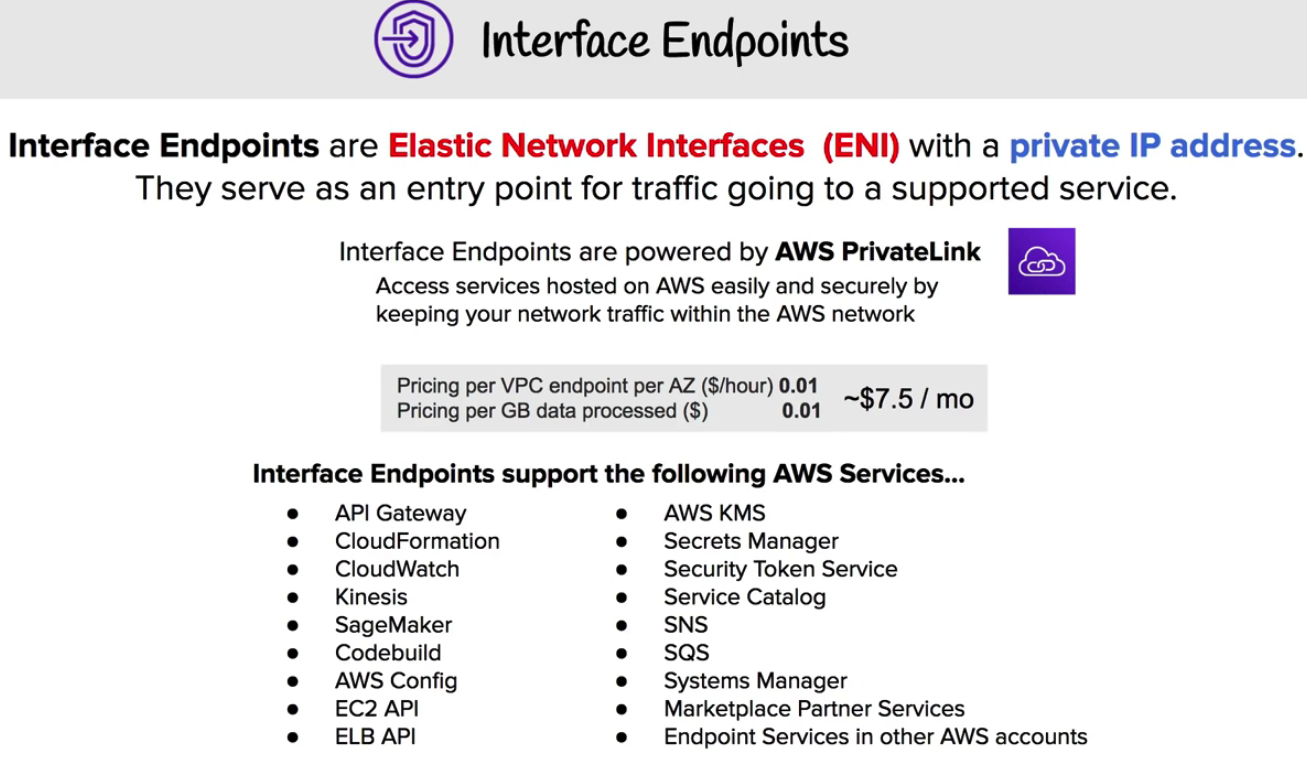 Interface Endpoints
Interface Endpoints are Elastic Network Interfaces (ENI) with a private IP address.
They serve as an entry point for traffic going to a supported service.
Interface Endpoints are powered by AWS PrivateLink
Access services hosted on AWS easily and securely by
keeping your network traffic within the AWS network
Pricing per VPC endpoint per AZ ($/hour) 0.01
Pricing per GB data processed ($) 0.01
~$7.5 / mo
Interface Endpoints support the following AWS Services...
● API Gateway
● CloudFormation
● CloudWatch
● Kinesis
● SageMaker
● Codebuild
● AWS Config
● EC2 API
● ELB API
● AWS KMS
● Secrets Manager
● Security Token Service
● Service Catalog
● SNS
● SQS
● Systems Manager
● Marketplace Partner Services
● Endpoint Services in other AWS accounts